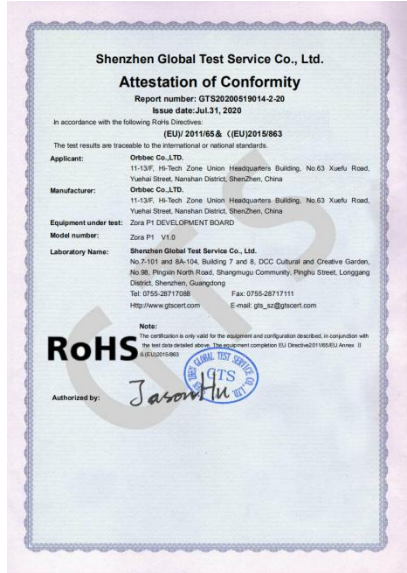 Shenzhen Global Test Service Co., Ltd.
Attestation of Conformity
Report number: GTS20200519014-2-20
Issue date:Jul.31, 2020
In accordance with the following RoHs Directives:
(EU)/ 2011/65& ((EU)2015/863
The test results are traceable to the international or national standards.
Applicant: Orbbec Co.,LTD.
11-13/F, Hi-Tech Zone Union Headquarters Building, No.63 Xuefu Road,
Yuehai Street, Nanshan District, ShenZhen, China
Manufacturer: Orbbec Co.,LTD.
11-13/F, Hi-Tech Zone Union Headquarters Building, No.63 Xuefu Road,
Yuehai Street, Nanshan District, ShenZhen, China
Equipment under test: Zora P1 DEVELOPMENT BOARD
Model number: Zora P1 V1.0
Laboratory Name: Shenzhen Global Test Service Co., Ltd.
No.7-101 and 8A-104, Building 7 and 8, DCC Cultural and Creative Garden,
No.98, Pingxin North Road, Shangmugu Community, Pinghu Street, Longgang
District, Shenzhen, Guangdong
Tel: 0755-28717088 Fax: 0755-28717111
Http://www.gtscert.com E-mail: gts_sz@gtscert.com
Note:
The certification is only valid for the equipment and configuration described, in conjunction with
the test data detailed above. The equipment completion EU Directive2011/65/EU Annex II
& (EU)2015/863
RoHS
GLOBAL TEST SERVICE CO., LTD.
GTS
Authorized by: Jason Hu
GTS